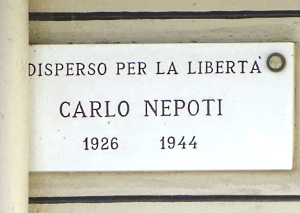 DISPERSO PER LA LIBERTÀ
CARLO NEPOTI
1926 1944